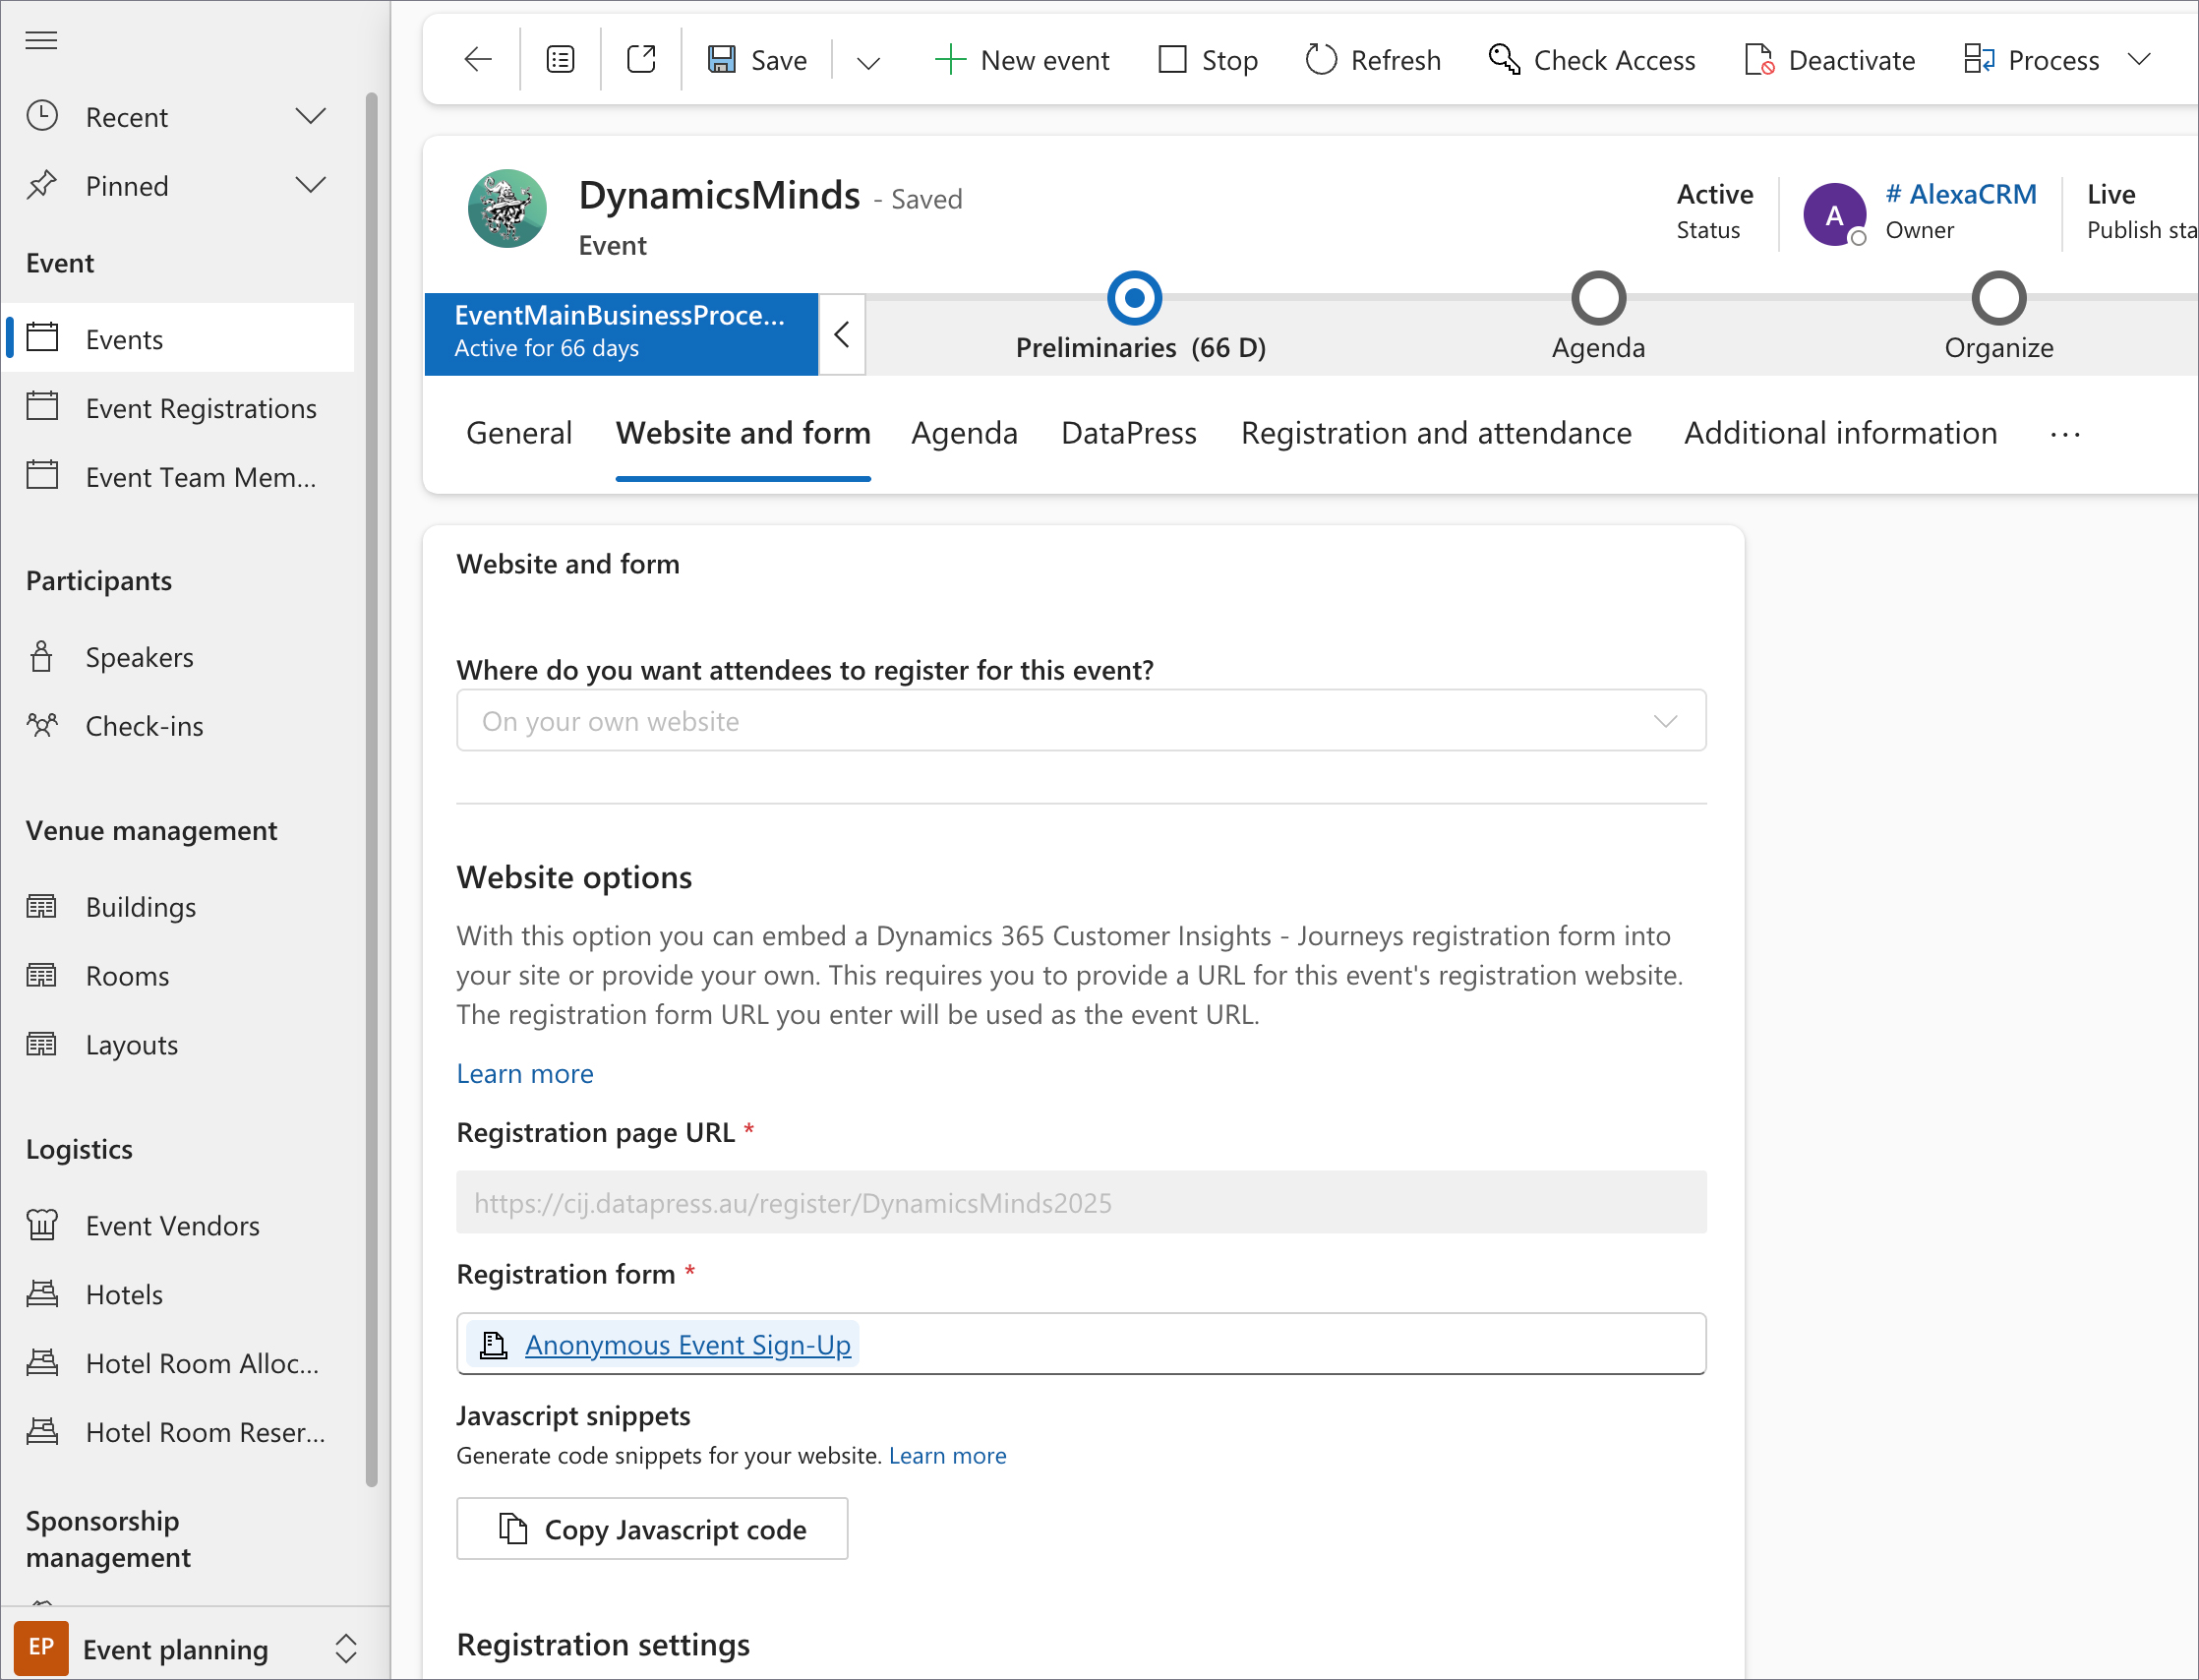 Save
New event
Stop
Refresh
Check Access
Deactivate
Process
Recent
Pinned
Event
Events
Event Registrations
Event Team Mem...
Participants
Speakers
Check-ins
Venue management
Buildings
Rooms
Layouts
Logistics
Event Vendors
Hotels
Hotel Room Alloc...
Hotel Room Reser...
Sponsorship
management
EP
Event planning
DynamicsMinds - Saved
Event
Active
Status
A
# AlexaCRM
Owner
Live
Publish sta
EventMainBusinessProce...
Active for 66 days
Preliminaries (66 D)
Agenda
Organize
General
Website and form
Agenda
DataPress
Registration and attendance
Additional information
...
Website and form
Where do you want attendees to register for this event?
On your own website
Website options
With this option you can embed a Dynamics 365 Customer Insights - Journeys registration form into
your site or provide your own. This requires you to provide a URL for this event's registration website.
The registration form URL you enter will be used as the event URL.
Learn more
Registration page URL *
https://cij.datapress.au/register/DynamicsMinds2025
Registration form *
Anonymous Event Sign-Up
Javascript snippets
Generate code snippets for your website. Learn more
Copy Javascript code
Registration settings